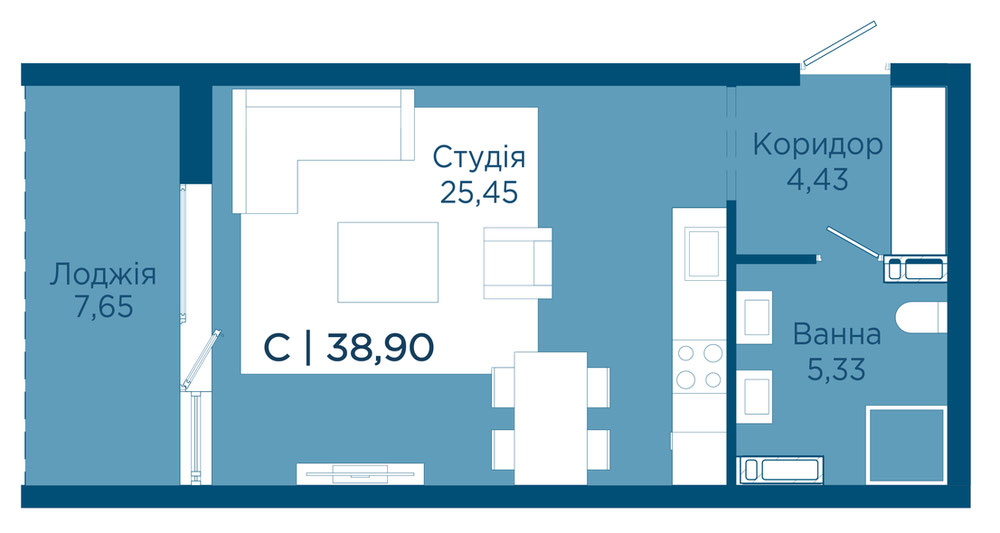 Студія
25,45
Коридор
4,43
Лоджія
7,65
С | 38,90
Ванна
5,33